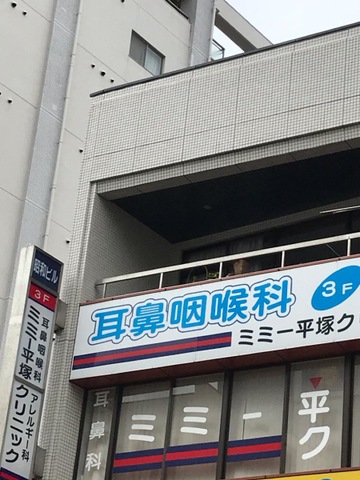 昭和ビル
3F
耳鼻咽喉科 アレルギー科
ミミー平塚クリニック
耳鼻咽喉科
3F
ミミー平塚ク
耳鼻科
ミミー平
ク